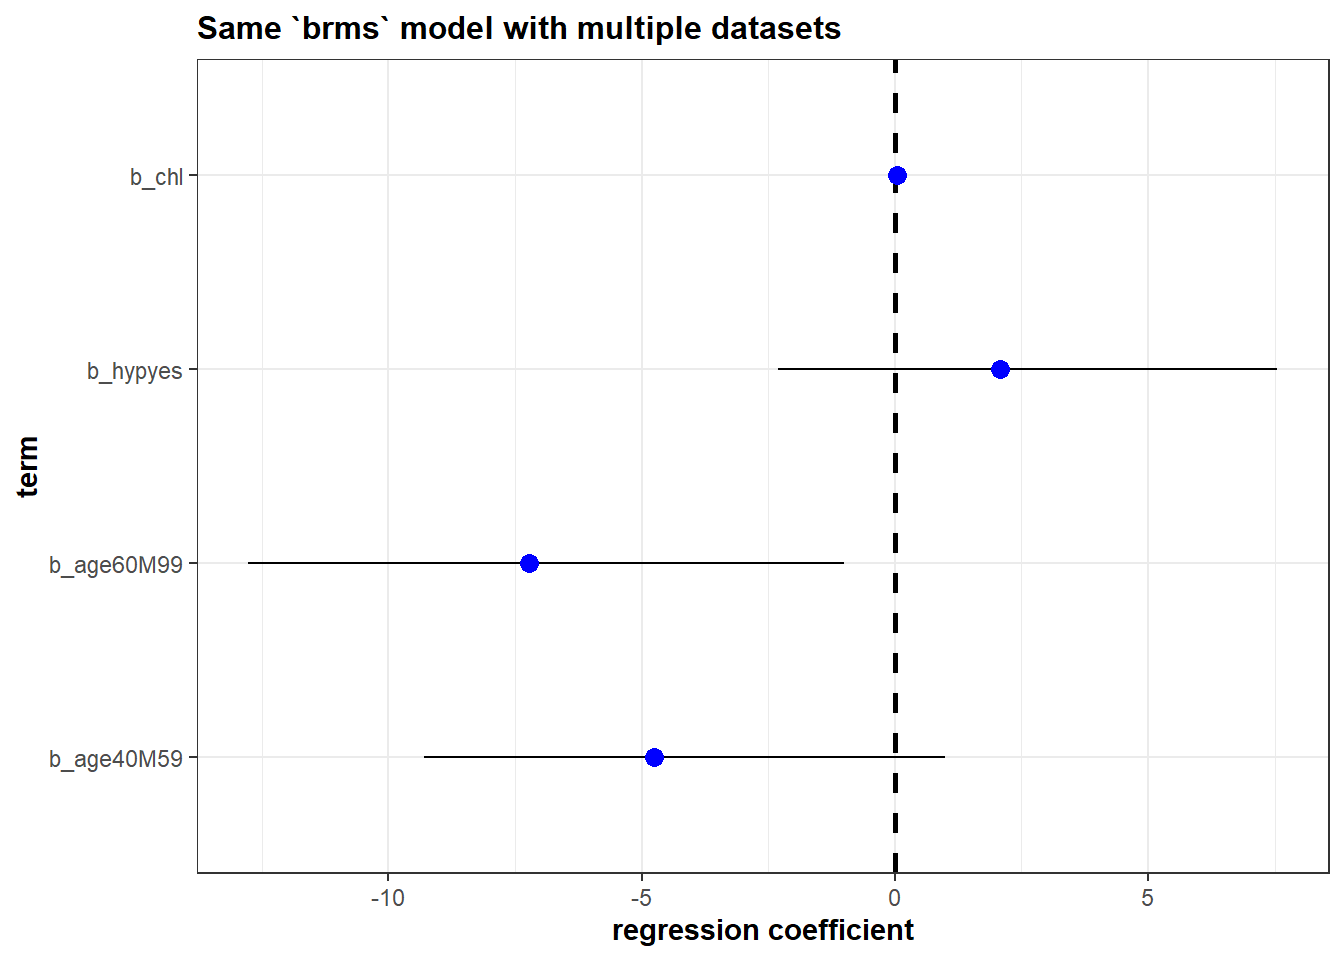 Same `brms` model with multiple datasets
term
b_chl
b_hypyes
b_age60M99
b_age40M59
-10
-5
0
5
regression coefficient